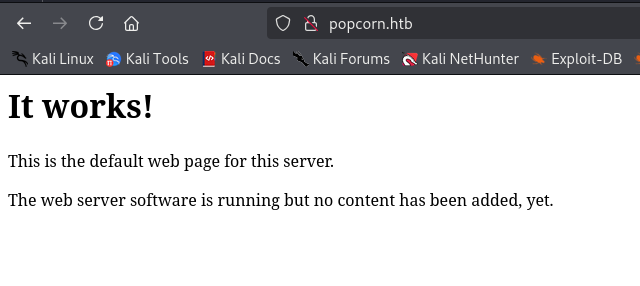 popcorn.htb
Kali Linux Kali Tools Kali Docs Kali Forums Kali NetHunter Exploit-DB
It works!
This is the default web page for this server.
The web server software is running but no content has been added, yet.